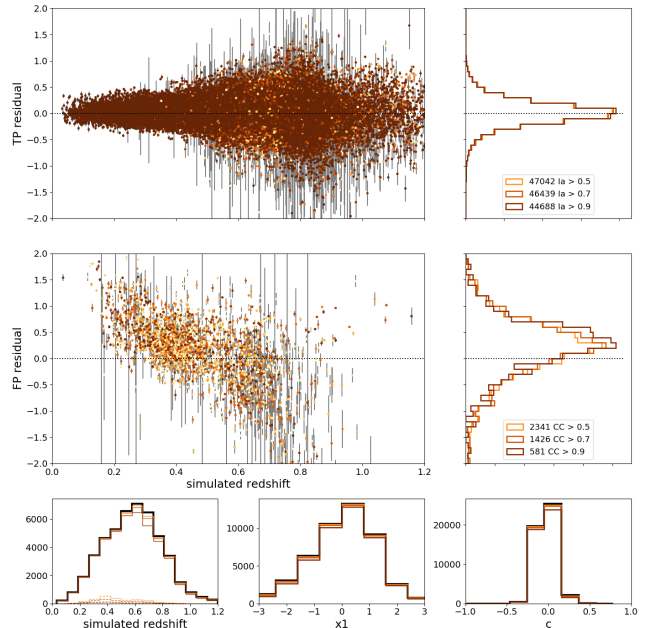 2.0
1.5
1.0
0.5
0.0
−0.5
−1.0
−1.5
2.0
TP residual
47042 Ia > 0.5
46439 Ia > 0.7
44688 Ia > 0.9
2.0
1.5
1.0
0.5
0.0
−0.5
−1.0
−1.5
2.0
FP residual
0.0 0.2 0.4 0.6 0.8 1.0 1.2
simulated redshift
2341 CC > 0.5
1426 CC > 0.7
581 CC > 0.9
6000
4000
2000
0
0.0 0.2 0.4 0.6 0.8 1.0 1.2
simulated redshift
10000
5000
0
−3 −2 −1 0 1 2 3
x1
20000
10000
0
−1.0 −0.5 0.0 0.5 1.0
c